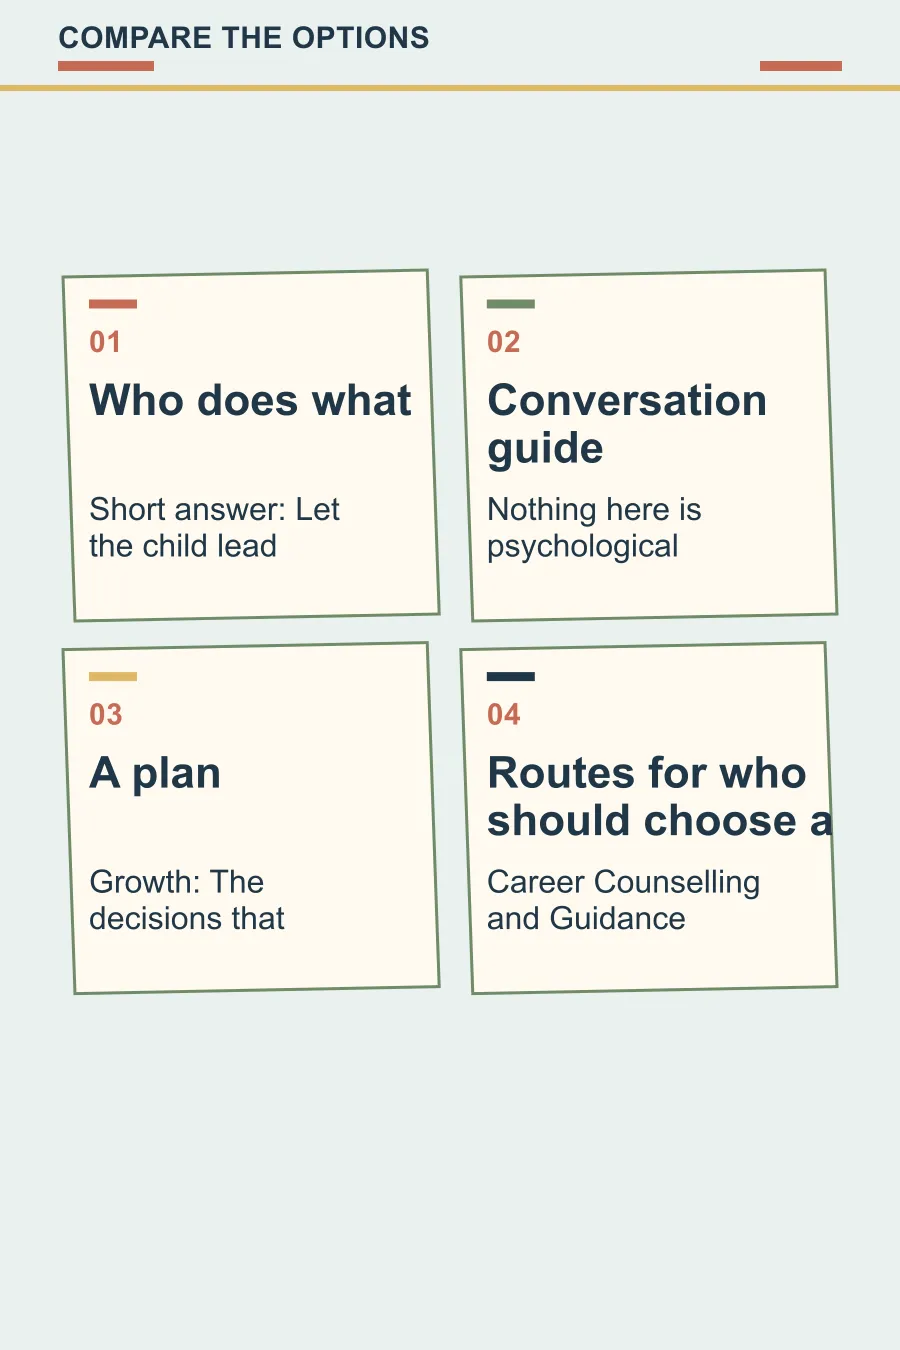 COMPARE THE OPTIONS
01
Who does what
Short answer: Let
the child lead
02
Conversation
guide
Nothing here is
psychological
03
A plan
Growth: The
decisions that
04
Routes for who
should choose a
Career Counselling
and Guidance